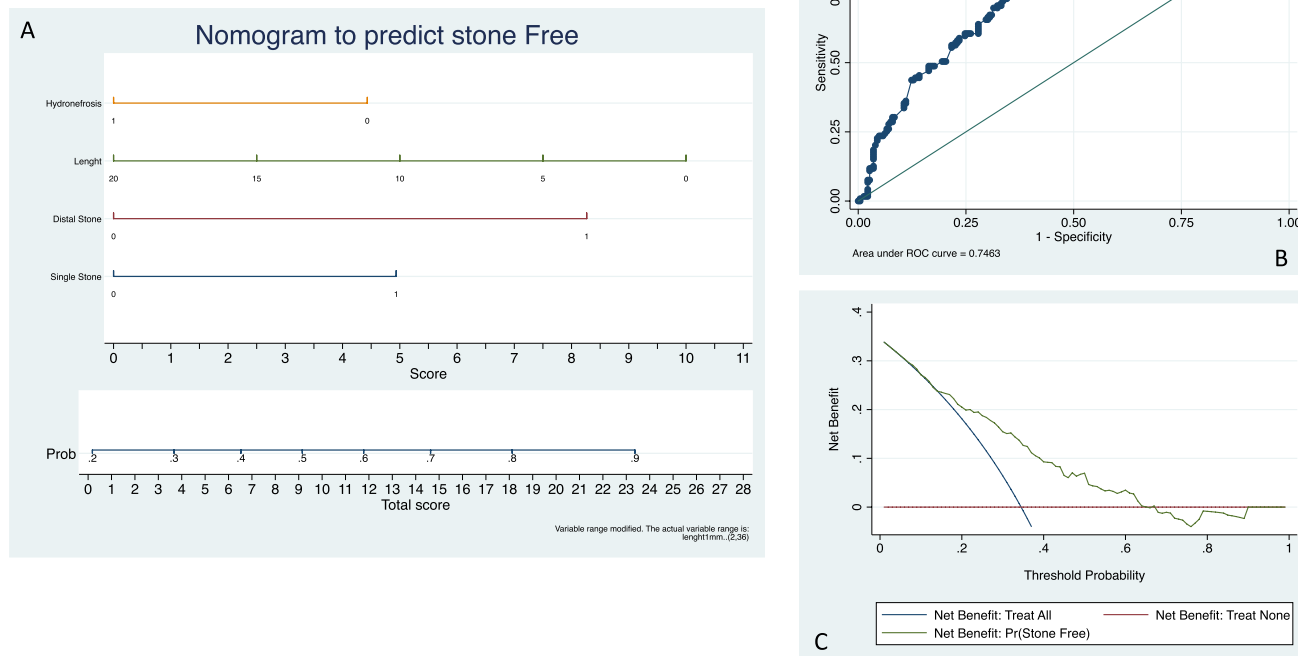 A
Nomogram to predict stone Free
Hydronefrosis
1 0
Lenght
20 15 10 5 0
Distal Stone
0 1
Single Stone
0 1
0 1 2 3 4 5 6 7 8 9 10 11
Score
Prob .2 .3 .4 .5 .6 .7 .8 .9
0 1 2 3 4 5 6 7 8 9 10 11 12 13 14 15 16 17 18 19 20 21 22 23 24 25 26 27 28
Total score
Variable range modified. The actual variable range is:
lenght1mm..(2,36)
Sensitivity
0.50
0.25
0.00
0.00 0.25 0.50 0.75 1.00
1 - Specificity
Area under ROC curve = 0.7463
B
Net Benefit
.4
.3
.2
.1
0
0 .2 .4 .6 .8 1
Threshold Probability
Net Benefit: Treat All Net Benefit: Treat None
Net Benefit: Pr(Stone Free)
C